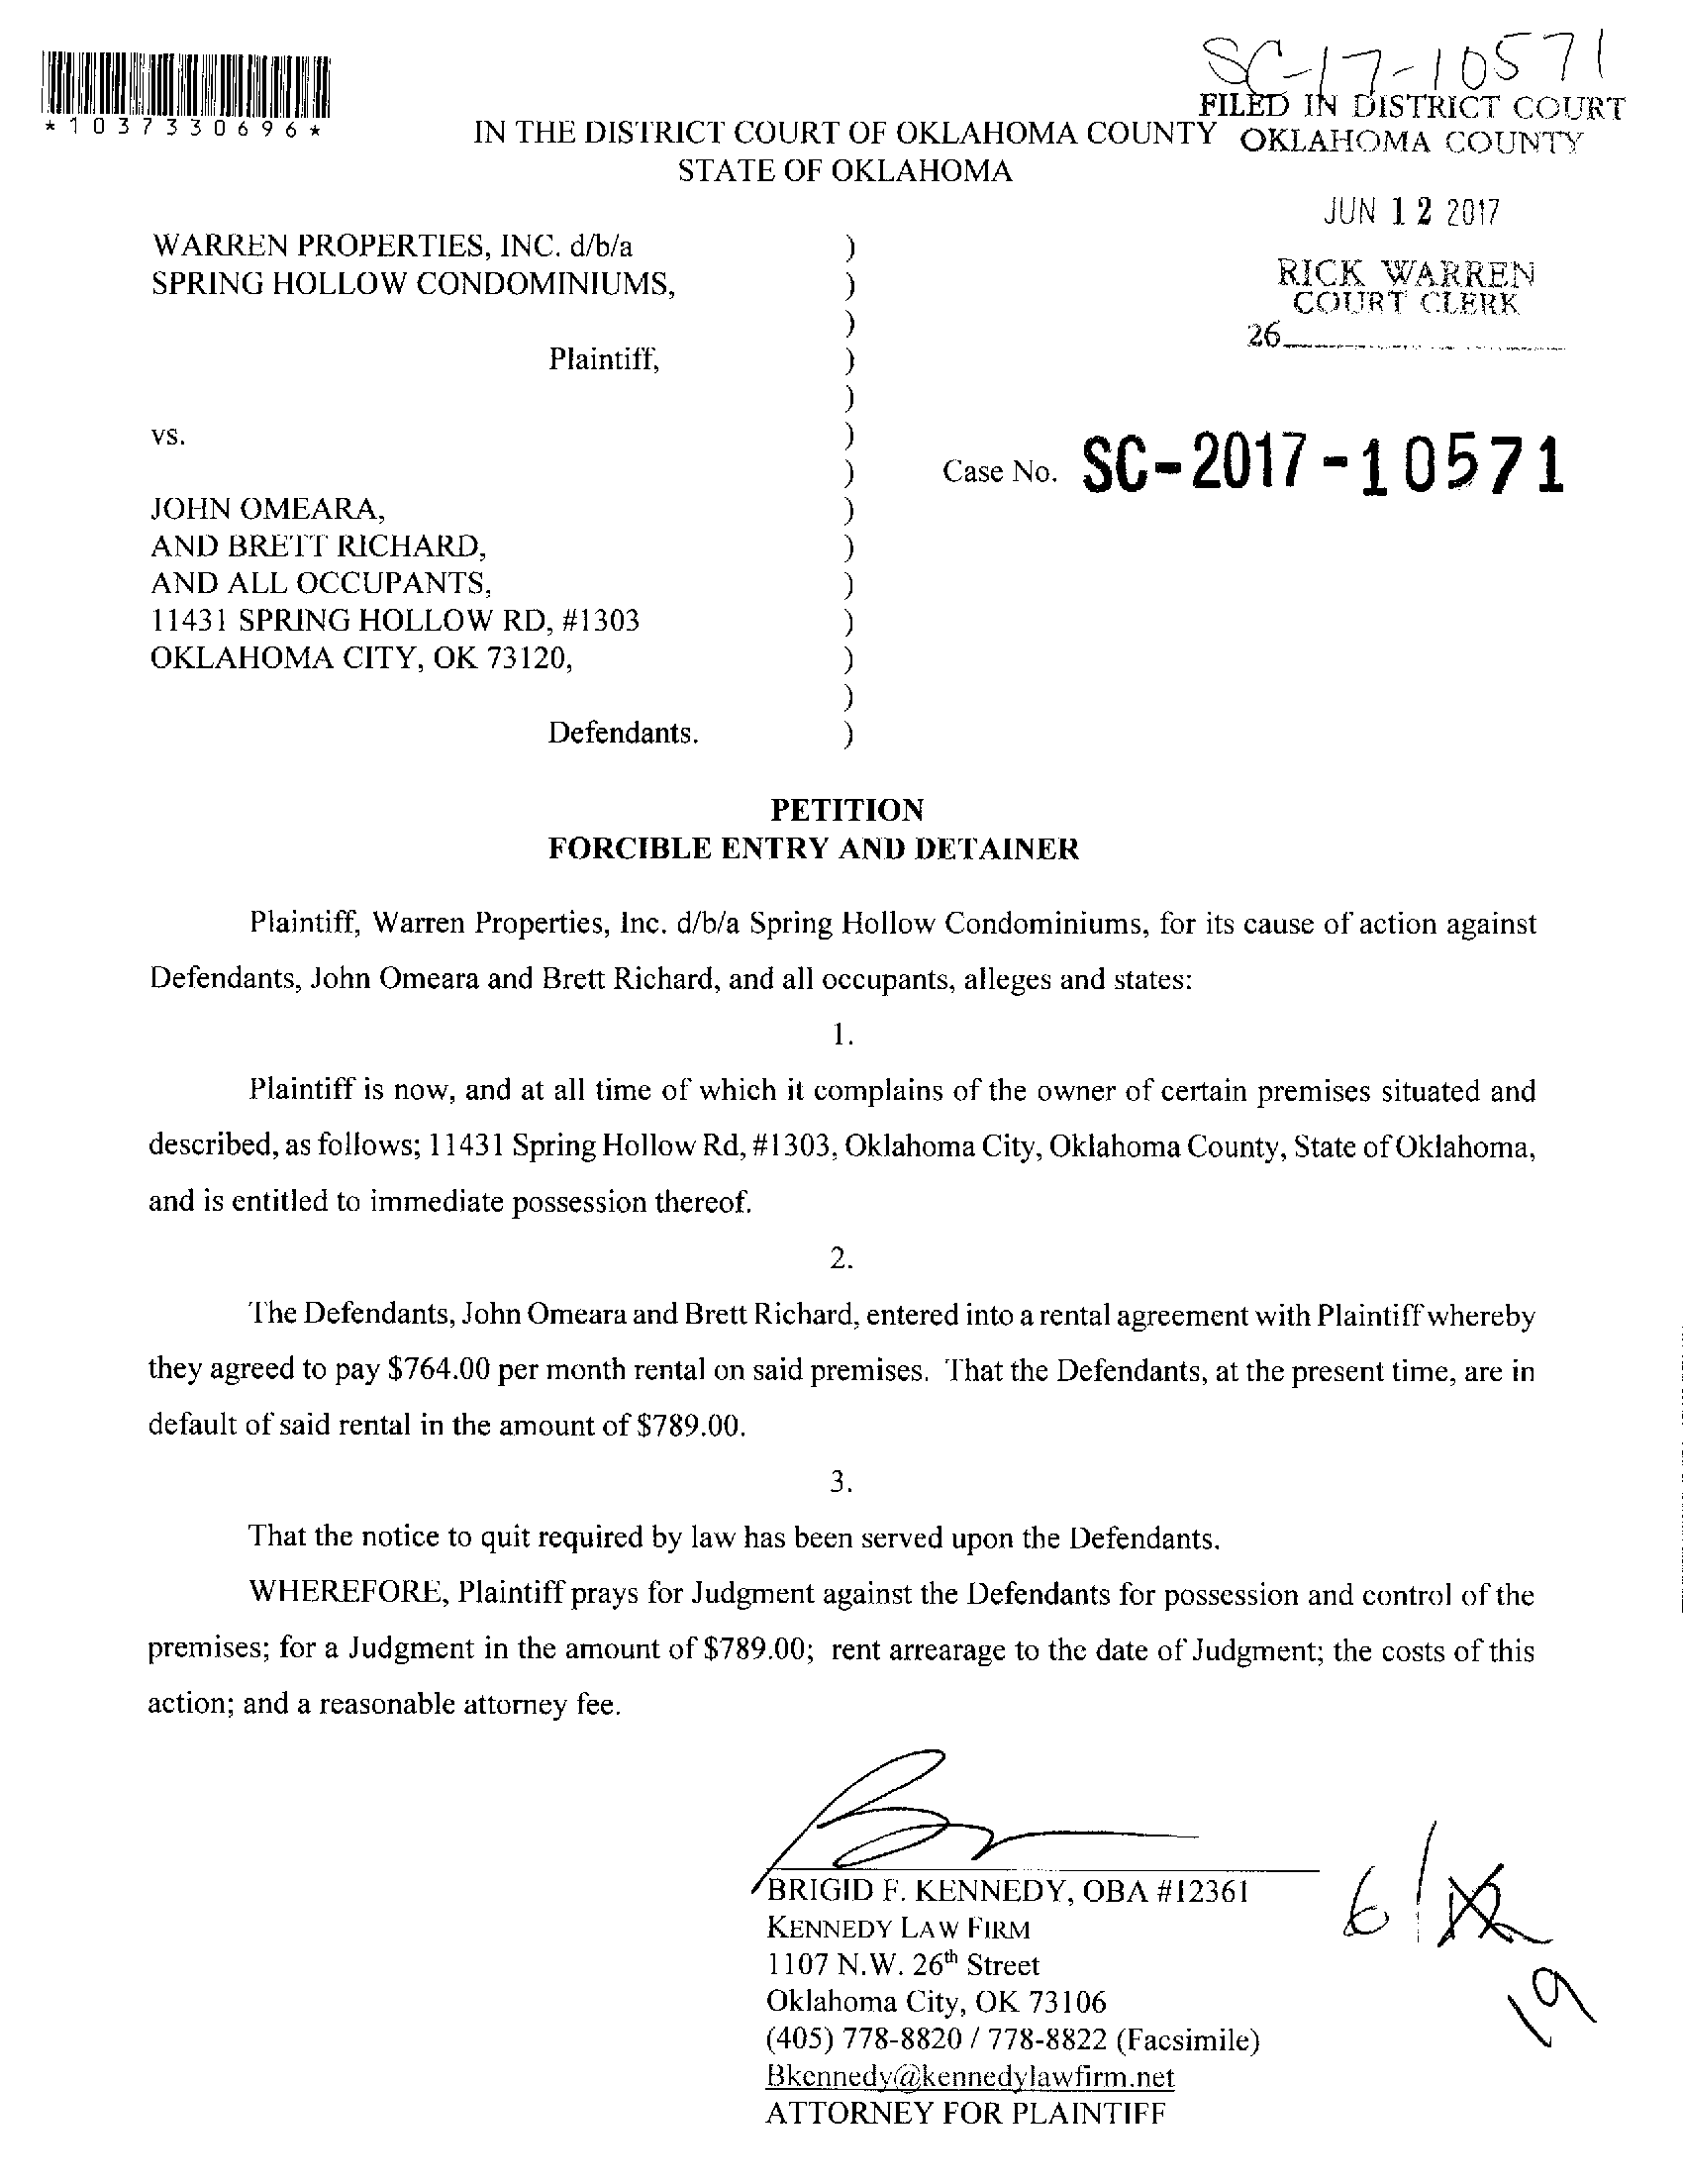 SC-17-10571
*1037330696*
FILED IN DISTRICT COURT
OKLAHOMA COUNTY
IN THE DISTRICT COURT OF OKLAHOMA COUNTY
STATE OF OKLAHOMA
JUN 12 2017
RICK WARREN
COURT CLERK
26
WARREN PROPERTIES, INC. d/b/a )
SPRING HOLLOW CONDOMINIUMS, )
)
Plaintiff, )
)
vs. )
) Case No. SC-2017-10571
JOHN OMEARA, )
AND BRETT RICHARD, )
AND ALL OCCUPANTS, )
11431 SPRING HOLLOW RD, #1303 )
OKLAHOMA CITY, OK 73120, )
)
Defendants. )
PETITION
FORCIBLE ENTRY AND DETAINER
Plaintiff, Warren Properties, Inc. d/b/a Spring Hollow Condominiums, for its cause of action against
Defendants, John Omeara and Brett Richard, and all occupants, alleges and states:
1.
Plaintiff is now, and at all time of which it complains of the owner of certain premises situated and
described, as follows; 11431 Spring Hollow Rd, #1303, Oklahoma City, Oklahoma County, State of Oklahoma,
and is entitled to immediate possession thereof.
2.
The Defendants, John Omeara and Brett Richard, entered into a rental agreement with Plaintiff whereby
they agreed to pay $764.00 per month rental on said premises. That the Defendants, at the present time, are in
default of said rental in the amount of $789.00.
3.
That the notice to quit required by law has been served upon the Defendants.
WHEREFORE, Plaintiff prays for Judgment against the Defendants for possession and control of the
premises; for a Judgment in the amount of $789.00; rent arrearage to the date of Judgment; the costs of this
action; and a reasonable attorney fee.
BRIGID F. KENNEDY, OBA #12361
KENNEDY LAW FIRM
1107 N.W. 26th Street
Oklahoma City, OK 73106
(405) 778-8820 / 778-8822 (Facsimile)
Bkennedy@kennedylawfirm.net
ATTORNEY FOR PLAINTIFF
6/
19